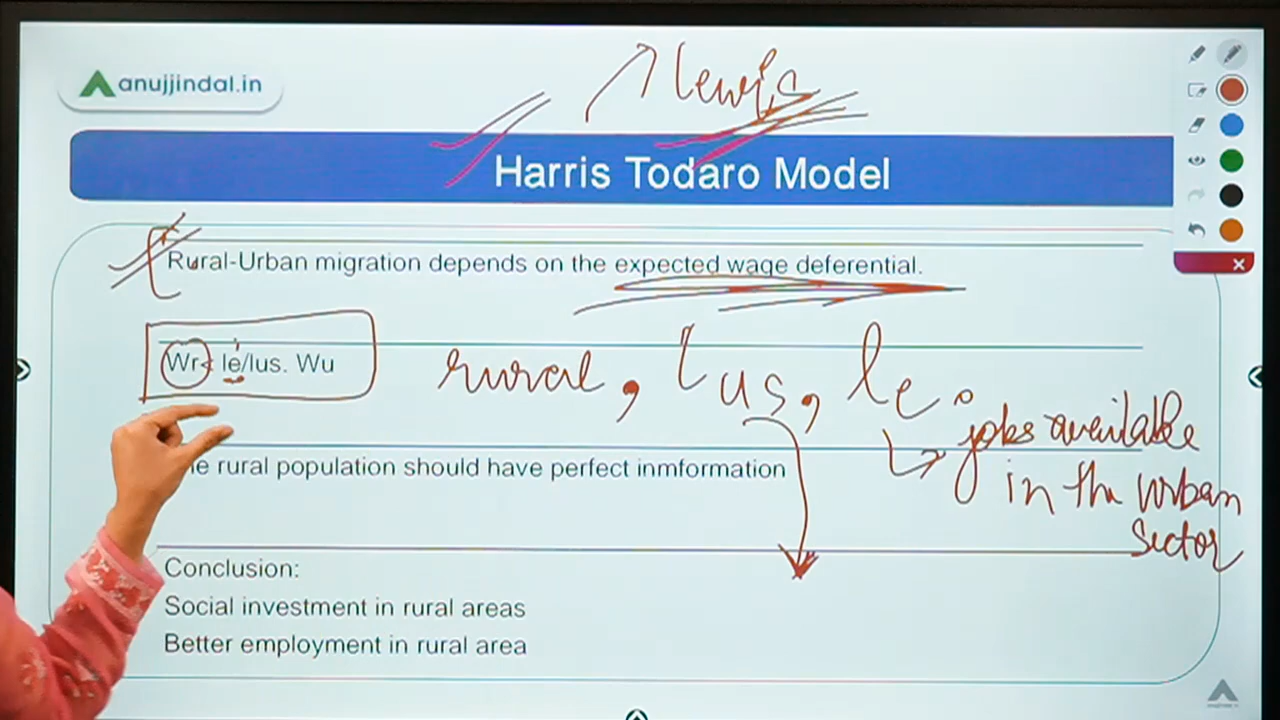 anujjindal.in
lewis
Harris Todaro Model
Rural-Urban migration depends on the expected wage deferential.
Wr< le/lus. Wu
rural, lus, le.
jobs available
in the urban
sector
rural population should have perfect inmformation
Conclusion:
Social investment in rural areas
Better employment in rural area